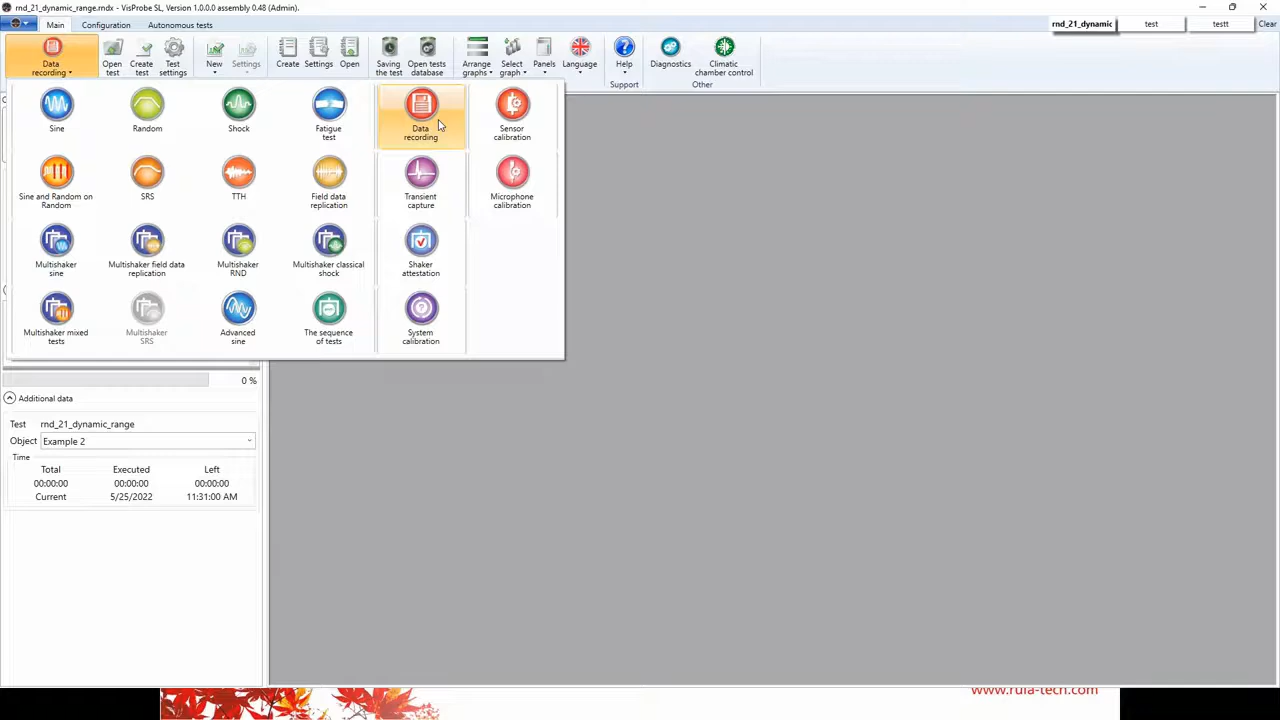 rnd_21_dynamic_range.rdx - VisProbe SL, Version 1.0.0.0 assembly 0.48 (Admin).
Main Configuration Autonomous tests
rnd_21_dynamic test testt Clear
Data recording
Open test
Create test
Test settings
New
Settings
Create
Settings
Open
Saving the test
Open tests database
Arrange graphs
Select graph
Panels
Language
Help
Diagnostics
Climatic chamber control
Support
Other
Sine
Random
Shock
Fatigue test
Data recording
Sensor calibration
Sine and Random on Random
SRS
TTH
Field data replication
Transient capture
Microphone calibration
Multishaker sine
Multishaker field data replication
Multishaker RND
Multishaker classical shock
Shaker attestation
Multishaker mixed tests
Multishaker SRS
Advanced sine
The sequence of tests
System calibration
0 %
Additional data
Test rnd_21_dynamic_range
Object Example 2
Time
Total Executed Left
00:00:00 00:00:00 00:00:00
Current 5/25/2022 11:31:00 AM
www.rula-tech.com